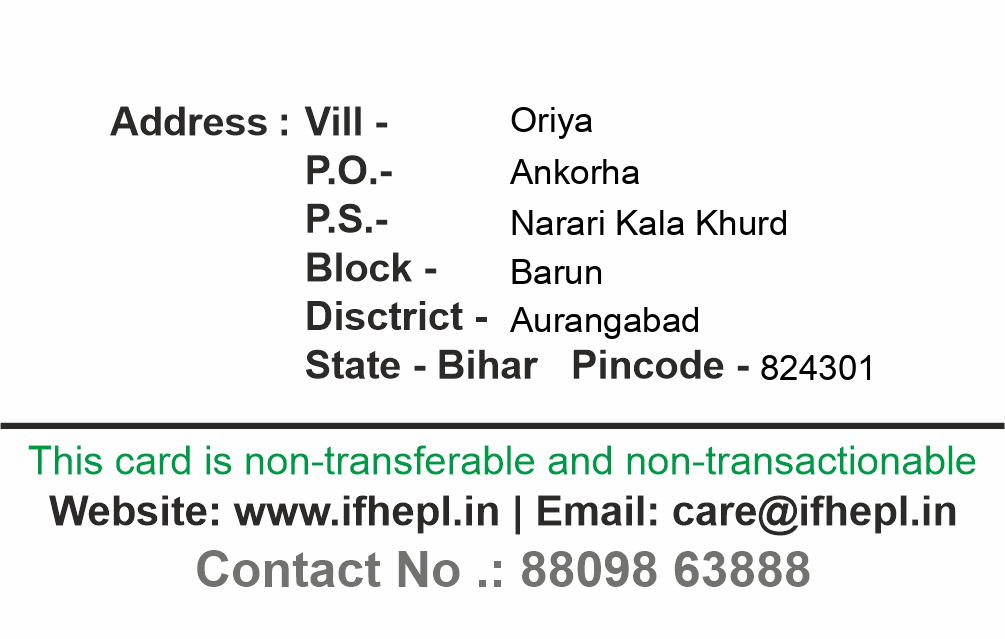 Address : Vill - Oriya
P.O.- Ankorha
P.S.- Narari Kala Khurd
Block - Barun
Disctrict - Aurangabad
State - Bihar Pincode - 824301
This card is non-transferable and non-transactionable
Website: www.ifhepl.in | Email: care@ifhepl.in
Contact No .: 88098 63888